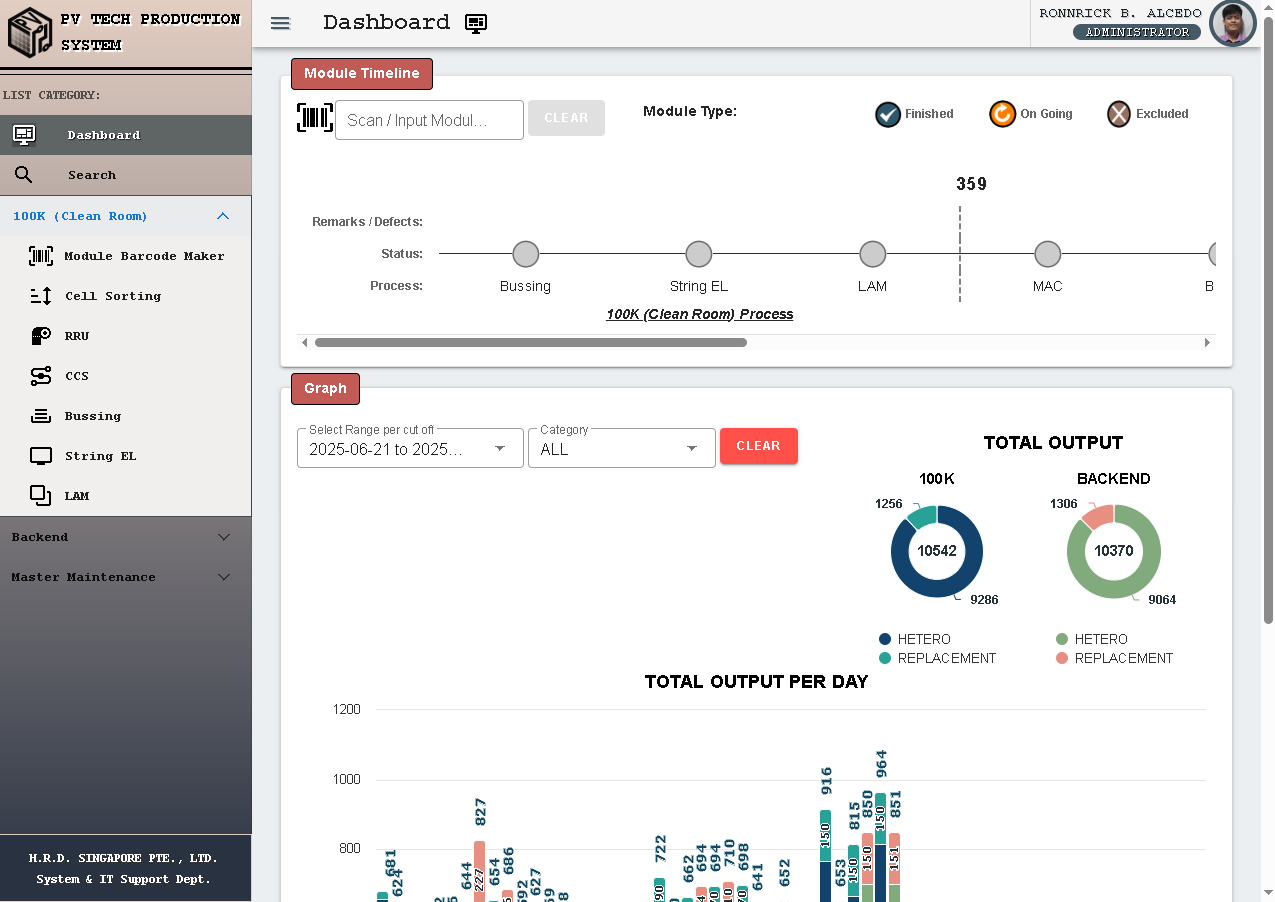 PV TECH PRODUCTION
SYSTEM
Dashboard
RONNRICK B. ALCEDO
ADMINISTRATOR
LIST CATEGORY:
Dashboard
Search
100K (Clean Room)
Module Barcode Maker
Cell Sorting
RRU
CCS
Bussing
String EL
LAM
Backend
Master Maintenance
H.R.D. SINGAPORE PTE., LTD.
System & IT Support Dept.
Module Timeline
Scan / Input Modul...
CLEAR
Module Type:
Finished
On Going
Excluded
359
Remarks / Defects:
Status:
Process:
Bussing
String EL
LAM
MAC
B
100K (Clean Room) Process
Graph
Select Range per cut off
2025-06-21 to 2025...
Category
ALL
CLEAR
TOTAL OUTPUT
100K
1256
10542
9286
HETERO
REPLACEMENT
BACKEND
1306
10370
9064
HETERO
REPLACEMENT
TOTAL OUTPUT PER DAY
1200
1000
800
681
624
644
827
227
654
686
627
722
662
694
694
710
698
641
652
916
150
653
815
150
850
150
964
150
851
151